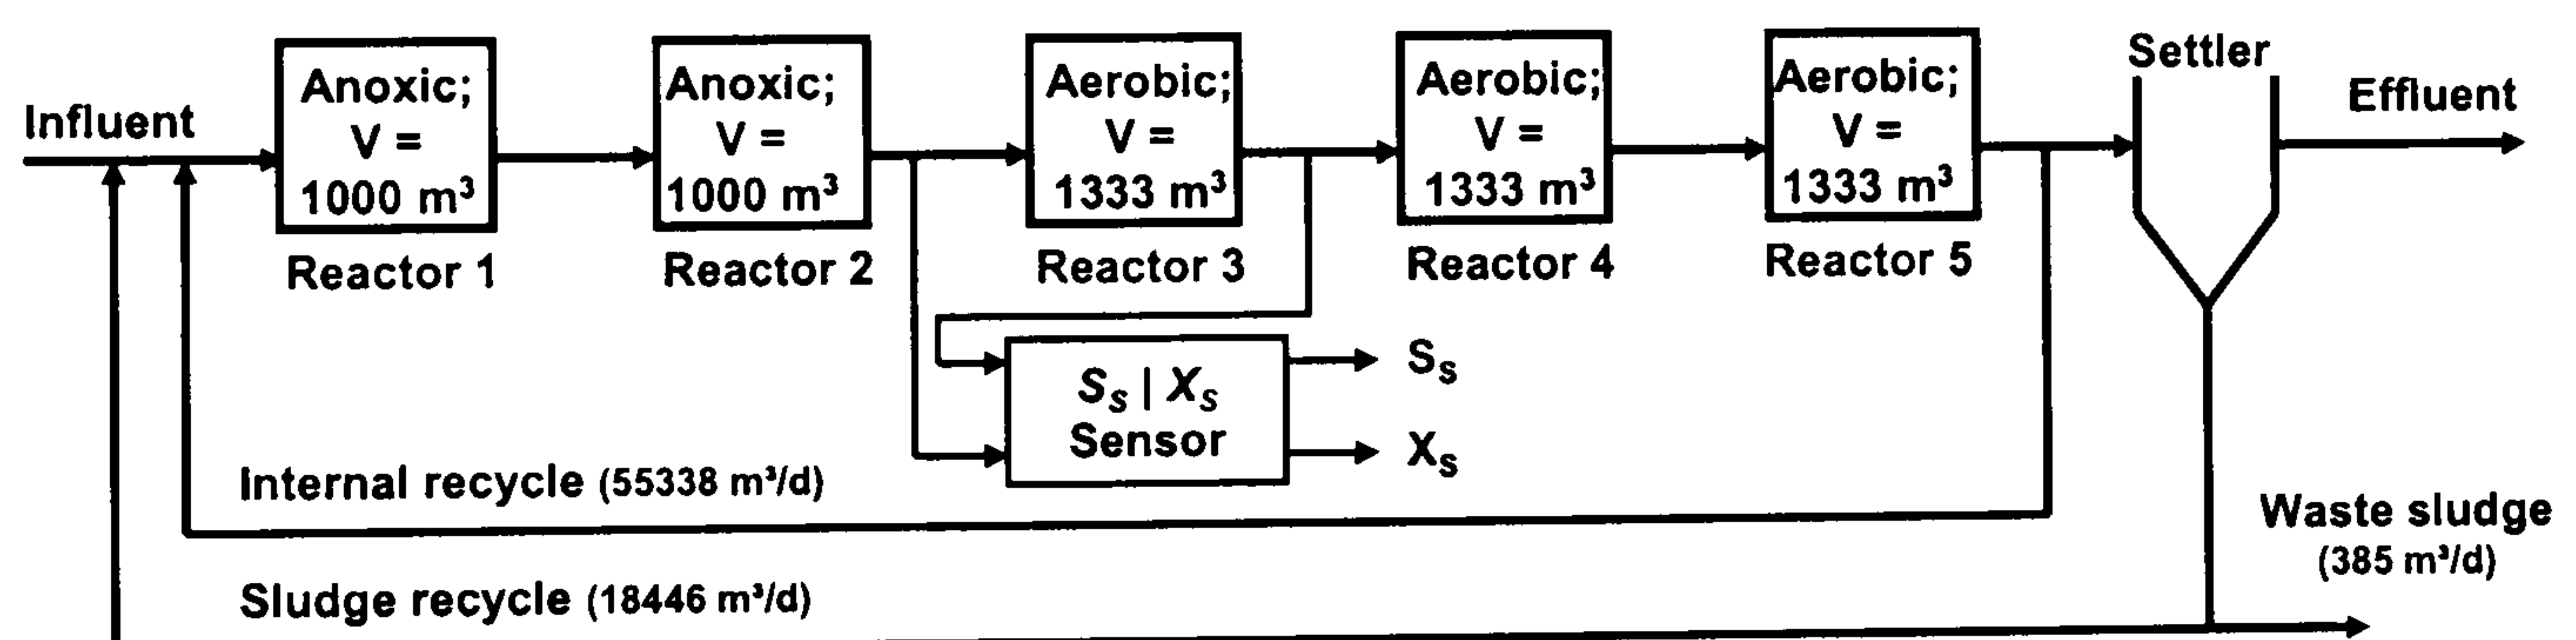 Influent
Anoxic;
V =
1000 m³
Reactor 1
Anoxic;
V =
1000 m³
Reactor 2
Aerobic;
V =
1333 m³
Reactor 3
Aerobic;
V =
1333 m³
Reactor 4
Aerobic;
V =
1333 m³
Reactor 5
Settler
Effluent
S_S | X_S
Sensor
S_S
X_S
Internal recycle (55338 m³/d)
Sludge recycle (18446 m³/d)
Waste sludge
(385 m³/d)